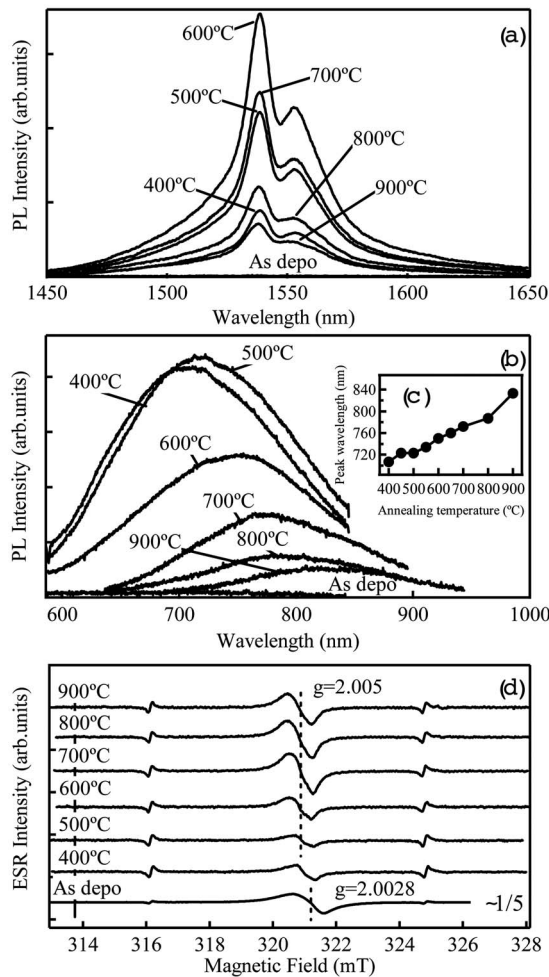 (a)
600ºC
700ºC
500ºC
800ºC
400ºC
900ºC
As depo
PL Intensity (arb.units)
1450 1500 1550 1600 1650
Wavelength (nm)
(b)
500ºC
400ºC
600ºC
700ºC
900ºC 800ºC
As depo
PL Intensity (arb.units)
600 700 800 900 1000
Wavelength (nm)
(c)
Peak wavelength (nm)
840
800
760
720
400 500 600 700 800 900
Annealing temperature (ºC)
(d)
900ºC
g=2.005
800ºC
700ºC
600ºC
500ºC
400ºC
As depo
g=2.0028
~1/5
ESR Intensity (arb.units)
314 316 318 320 322 324 326 328
Magnetic Field (mT)